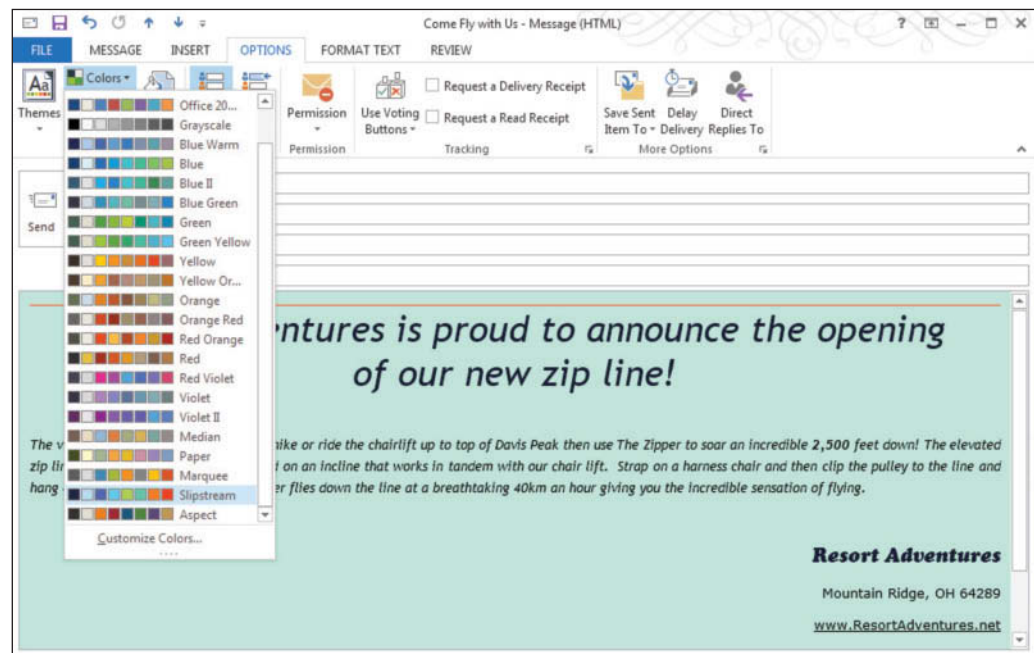 Come Fly with Us - Message (HTML)
FILE MESSAGE INSERT OPTIONS FORMAT TEXT REVIEW
Aa
Themes
Colors
Permission
Use Voting Buttons
Request a Delivery Receipt
Request a Read Receipt
Save Sent Item To
Delay Delivery
Direct Replies To
Permission
Tracking
More Options
Office 20...
Grayscale
Blue Warm
Blue
Blue II
Blue Green
Green
Green Yellow
Yellow
Yellow Or...
Orange
Orange Red
Red Orange
Red
Red Violet
Violet
Violet II
Median
Paper
Marquee
Slipstream
Aspect
Customize Colors...
Send
entures is proud to announce the opening
of our new zip line!
The v
ike or ride the chairlift up to top of Davis Peak then use The Zipper to soar an incredible 2,500 feet down! The elevated
zip lin
on an incline that works in tandem with our chair lift. Strap on a harness chair and then clip the pulley to the line and
hang
er flies down the line at a breathtaking 40km an hour giving you the incredible sensation of flying.
Resort Adventures
Mountain Ridge, OH 64289
www.ResortAdventures.net